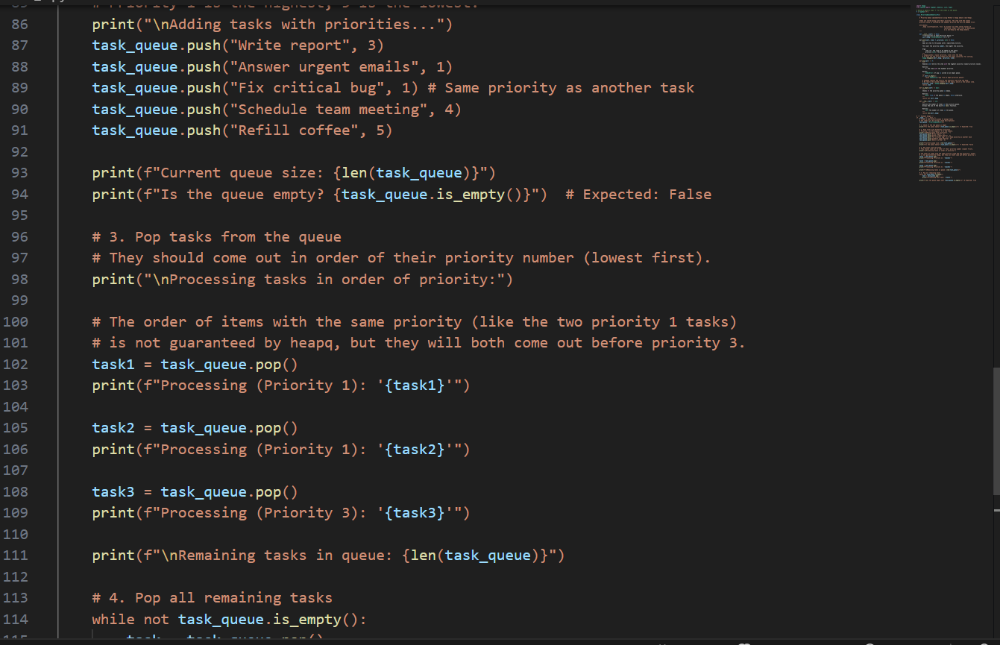 # Priority 1 is the highest, 5 is the lowest.
86 print("\nAdding tasks with priorities...")
87 task_queue.push("Write report", 3)
88 task_queue.push("Answer urgent emails", 1)
89 task_queue.push("Fix critical bug", 1) # Same priority as another task
90 task_queue.push("Schedule team meeting", 4)
91 task_queue.push("Refill coffee", 5)
92
93 print(f"Current queue size: {len(task_queue)}")
94 print(f"Is the queue empty? {task_queue.is_empty()}")  # Expected: False
95
96 # 3. Pop tasks from the queue
97 # They should come out in order of their priority number (lowest first).
98 print("\nProcessing tasks in order of priority:")
99
100 # The order of items with the same priority (like the two priority 1 tasks)
101 # is not guaranteed by heapq, but they will both come out before priority 3.
102 task1 = task_queue.pop()
103 print(f"Processing (Priority 1): '{task1}'")
104
105 task2 = task_queue.pop()
106 print(f"Processing (Priority 1): '{task2}'")
107
108 task3 = task_queue.pop()
109 print(f"Processing (Priority 3): '{task3}'")
110
111 print(f"\nRemaining tasks in queue: {len(task_queue)}")
112
113 # 4. Pop all remaining tasks
114 while not task_queue.is_empty():
115 task = task_queue.pop()